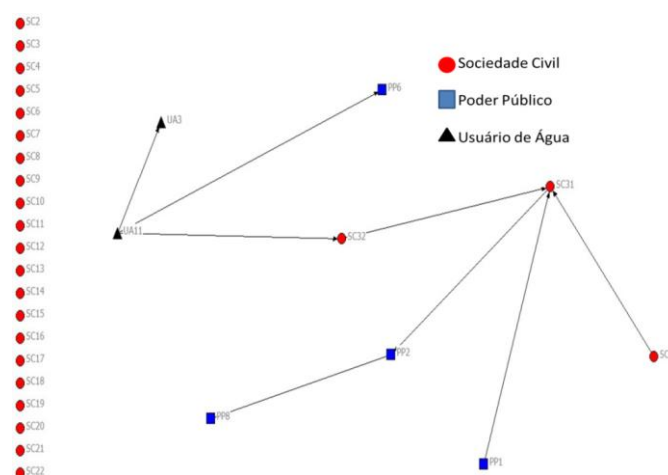 SC2
SC3
SC4
SC5
SC6
SC7
SC8
SC9
SC10
SC11
SC12
SC13
SC14
SC15
SC16
SC17
SC18
SC19
SC20
SC21
SC22
Sociedade Civil
Poder Público
Usuário de Água
PP6
UA3
SC31
UA11
SC32
PP2
SC
PP8
PP1